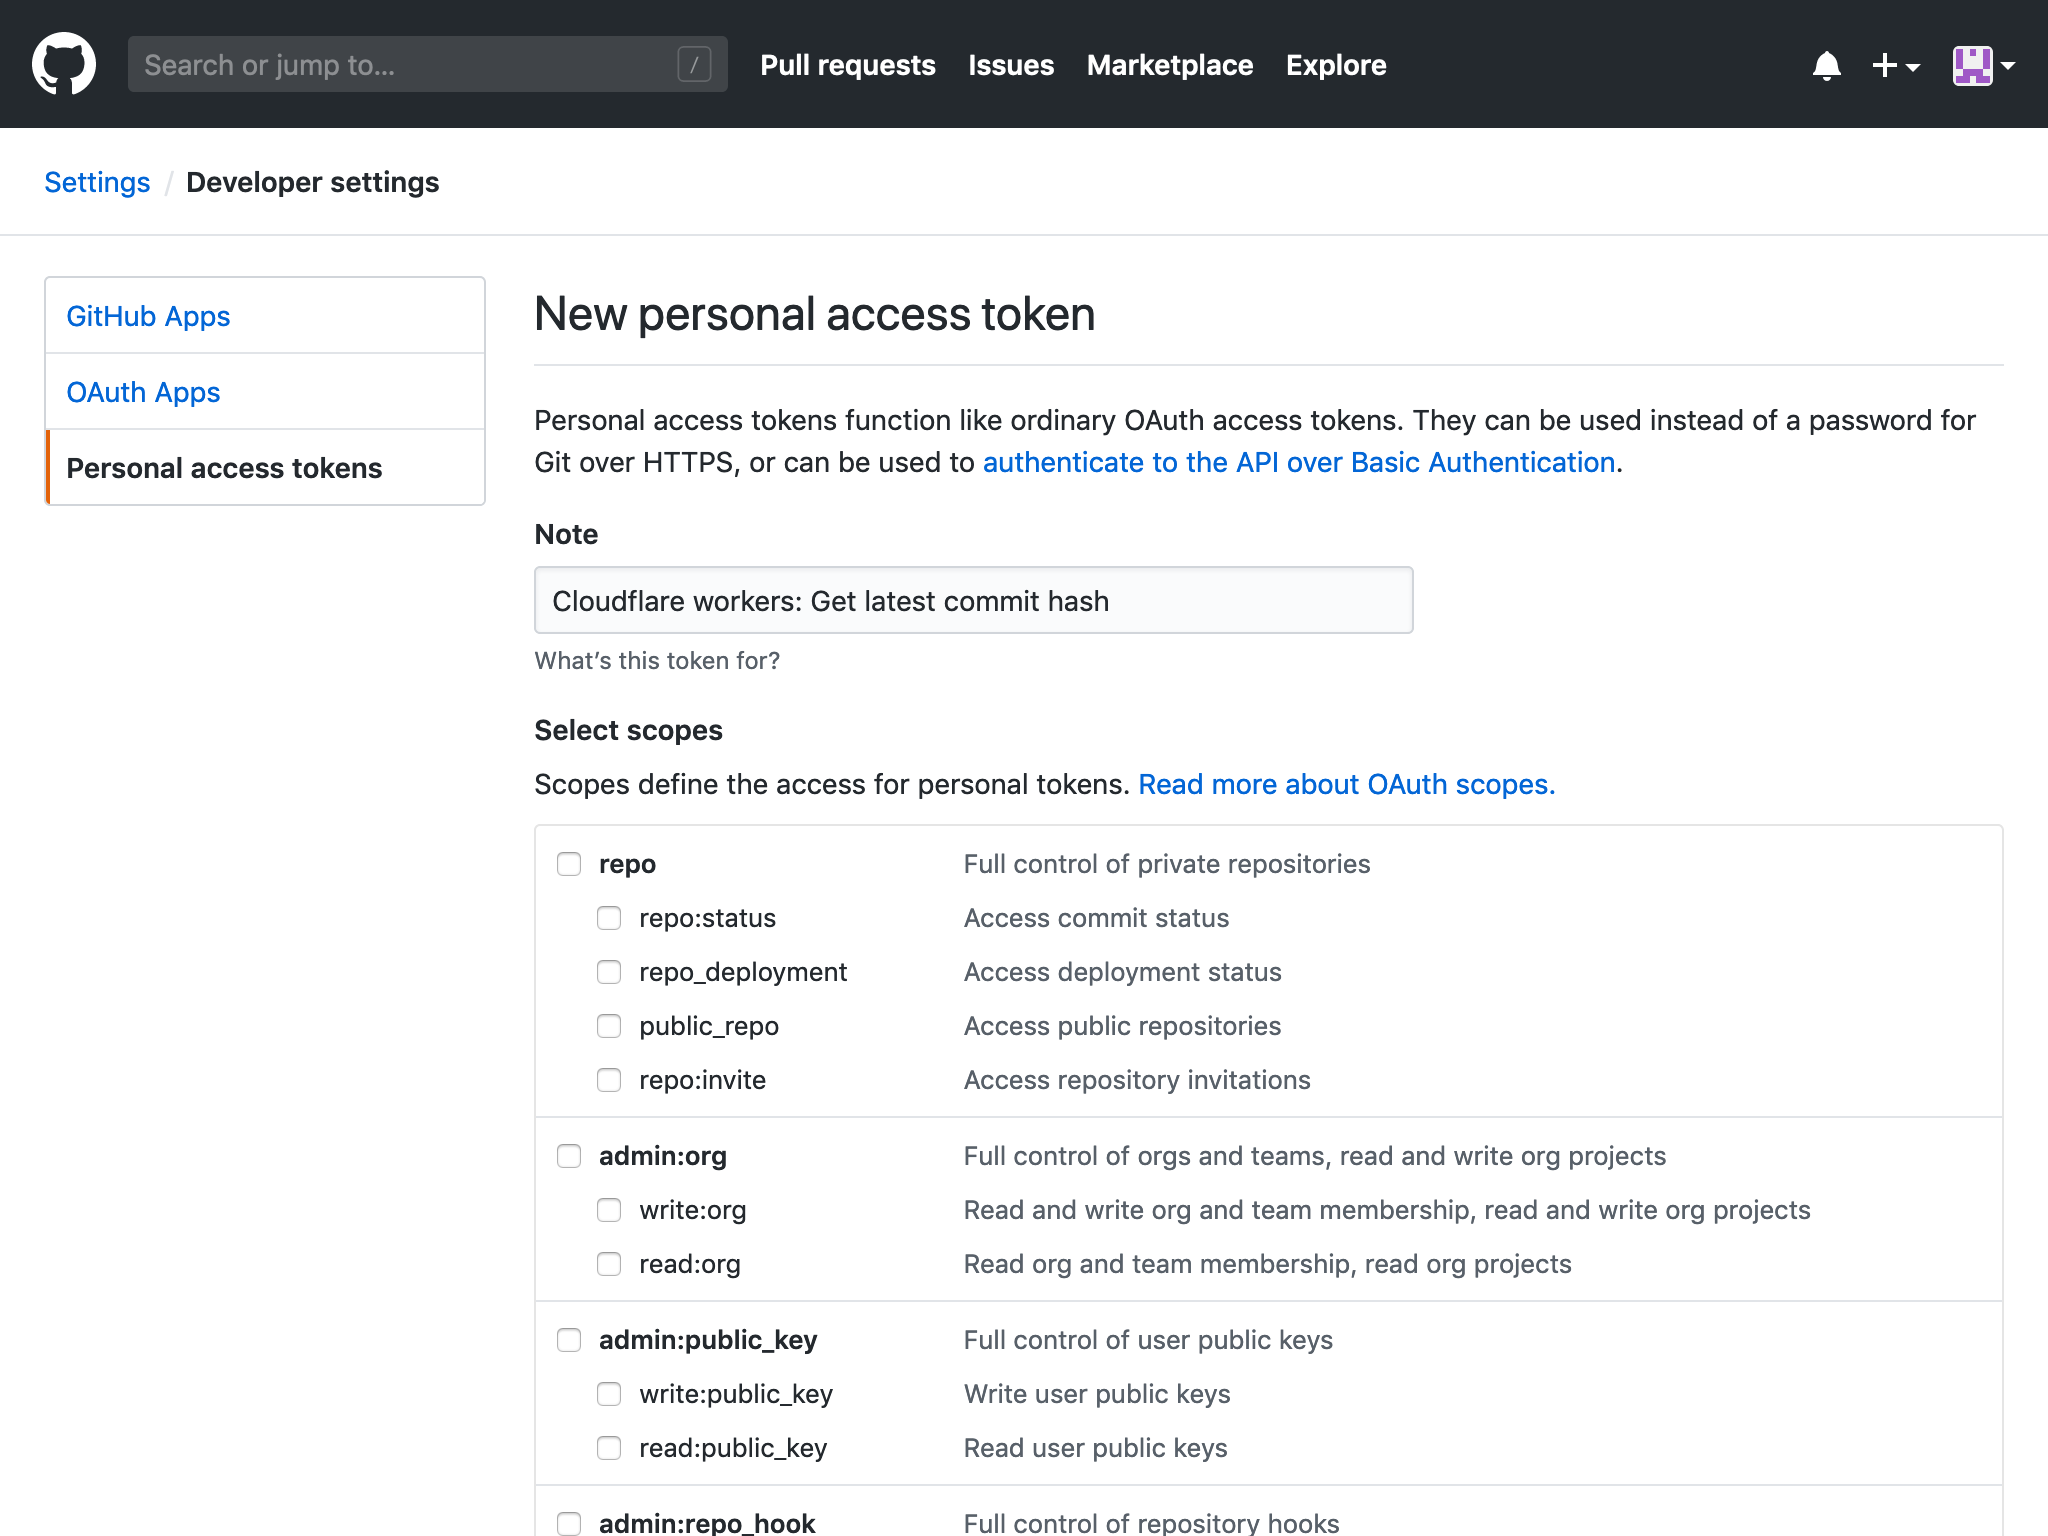 Search or jump to... /
Pull requests
Issues
Marketplace
Explore
Settings / Developer settings
GitHub Apps
OAuth Apps
Personal access tokens
New personal access token
Personal access tokens function like ordinary OAuth access tokens. They can be used instead of a password for
Git over HTTPS, or can be used to authenticate to the API over Basic Authentication.
Note
Cloudflare workers: Get latest commit hash
What’s this token for?
Select scopes
Scopes define the access for personal tokens. Read more about OAuth scopes.
repo Full control of private repositories
repo:status Access commit status
repo_deployment Access deployment status
public_repo Access public repositories
repo:invite Access repository invitations
admin:org Full control of orgs and teams, read and write org projects
write:org Read and write org and team membership, read and write org projects
read:org Read org and team membership, read org projects
admin:public_key Full control of user public keys
write:public_key Write user public keys
read:public_key Read user public keys
admin:repo_hook Full control of repository hooks